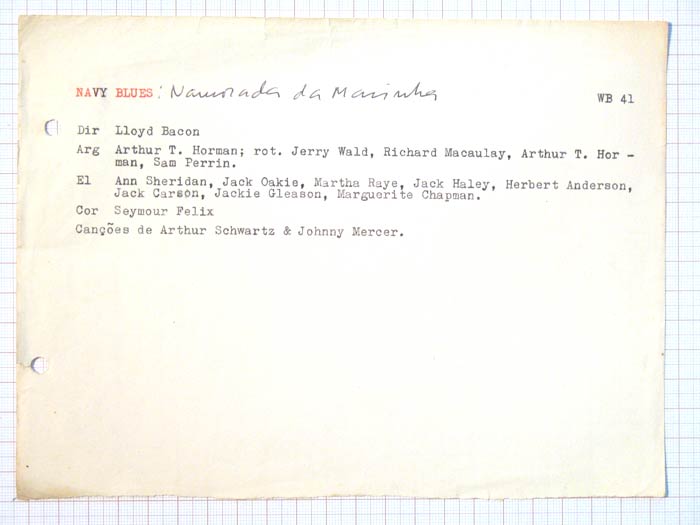 NAVY BLUES: Namorada da Marinha WB 41
Dir Lloyd Bacon
Arg Arthur T. Horman; rot. Jerry Wald, Richard Macaulay, Arthur T. Hor -
man, Sam Perrin.
El Ann Sheridan, Jack Oakie, Martha Raye, Jack Haley, Herbert Anderson,
Jack Carson, Jackie Gleason, Marguerite Chapman.
Cor Seymour Felix
Canções de Arthur Schwartz & Johnny Mercer.